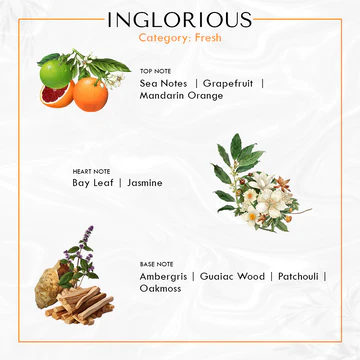 INGLORIOUS
Category: Fresh
TOP NOTE
Sea Notes | Grapefruit |
Mandarin Orange
HEART NOTE
Bay Leaf | Jasmine
BASE NOTE
Ambergris | Guaiac Wood | Patchouli |
Oakmoss